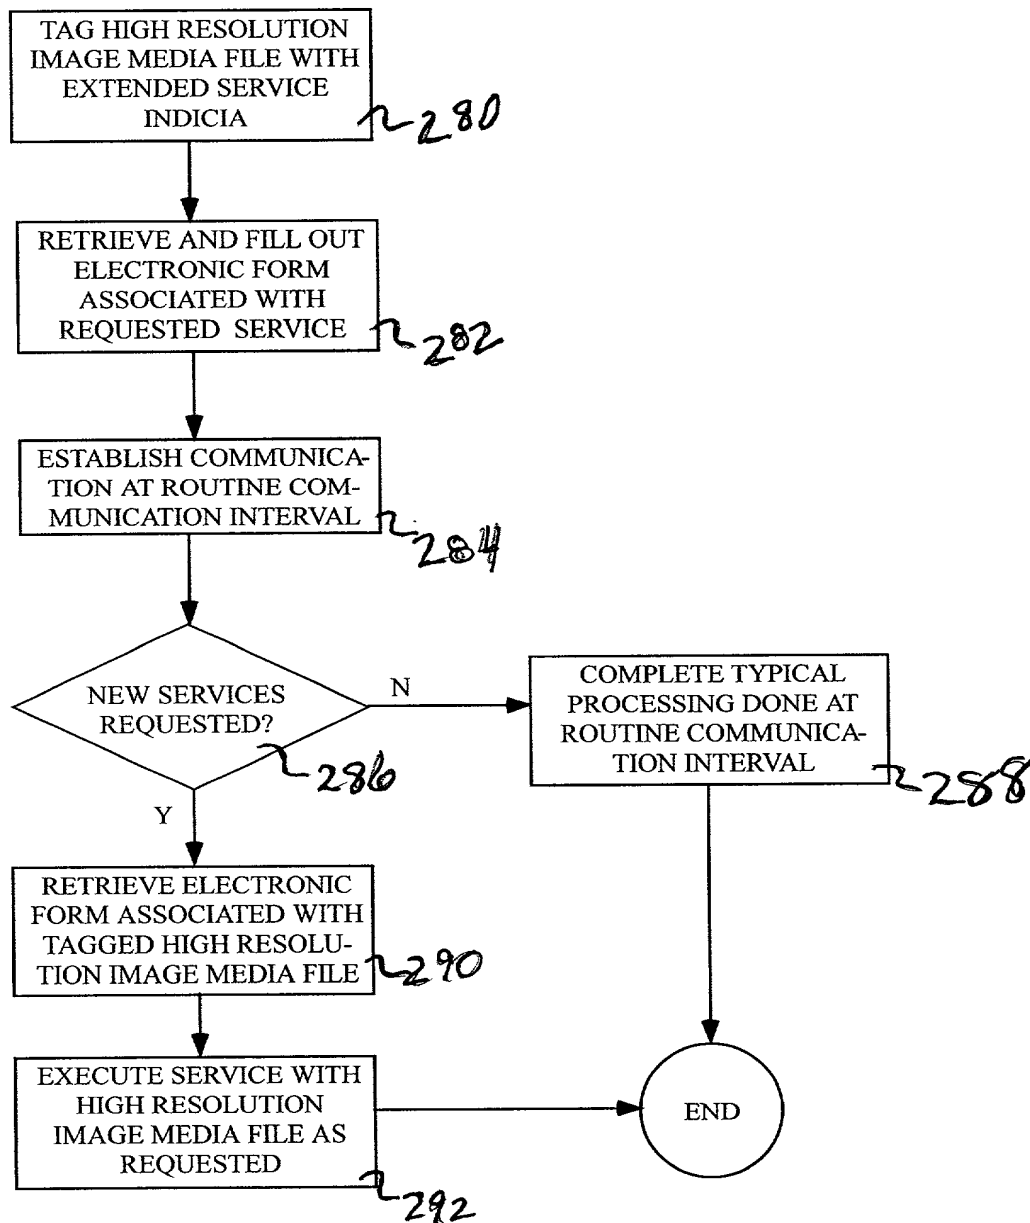 TAG HIGH RESOLUTION
IMAGE MEDIA FILE WITH
EXTENDED SERVICE
INDICIA
280
RETRIEVE AND FILL OUT
ELECTRONIC FORM
ASSOCIATED WITH
REQUESTED SERVICE
282
ESTABLISH COMMUNICA-
TION AT ROUTINE COM-
MUNICATION INTERVAL
284
NEW SERVICES
REQUESTED?
286
N
COMPLETE TYPICAL
PROCESSING DONE AT
ROUTINE COMMUNICA-
TION INTERVAL
288
Y
RETRIEVE ELECTRONIC
FORM ASSOCIATED WITH
TAGGED HIGH RESOLU-
TION IMAGE MEDIA FILE
290
EXECUTE SERVICE WITH
HIGH RESOLUTION
IMAGE MEDIA FILE AS
REQUESTED
292
END